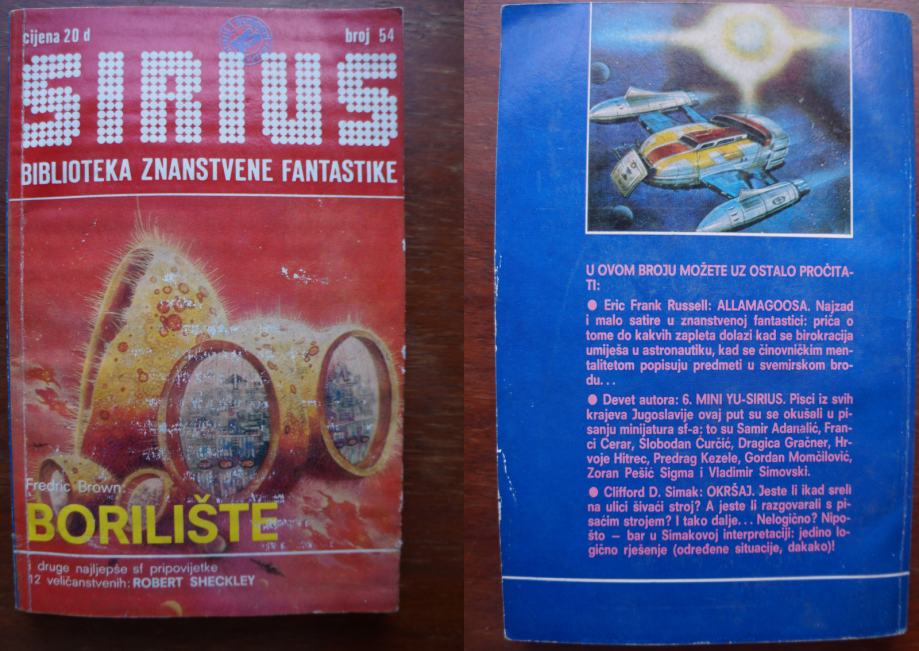 cijena 20 d
broj 54
SIRIUS
BIBLIOTEKA ZNANSTVENE FANTASTIKE
Fredric Brown:
BORILIŠTE
i druge najljepše sf pripovijetke
12 veličanstvenih: ROBERT SHECKLEY
U OVOM BROJU MOŽETE UZ OSTALO PROČITA-
TI:
● Eric Frank Russell: ALLAMAGOOSA. Najzad
i malo satire u znanstvenoj fantastici: priča o
tome do kakvih zapleta dolazi kad se birokracija
umiješa u astronautiku, kad se činovničkim men-
talitetom popisuju predmeti u svemirskom bro-
du...
● Devet autora: 6. MINI YU-SIRIUS. Pisci iz svih
krajeva Jugoslavije ovaj put su se okušali u pi-
sanju minijatura sf-a: to su Samir Adanalić, Fran-
ci Cerar, Slobodan Ćurčić, Dragica Gračner, Hr-
voje Hitrec, Predrag Kezele, Gordan Momčilović,
Zoran Pešić Sigma i Vladimir Simovski.
● Clifford D. Simak: OKRŠAJ. Jeste li ikad sreli
na ulici šivaći stroj? A jeste li razgovarali s pi-
saćim strojem? I tako dalje... Nelogično? Nipo-
što — bar u Simakovoj interpretaciji: jedino lo-
gično rješenje (određene situacije, dakako)!